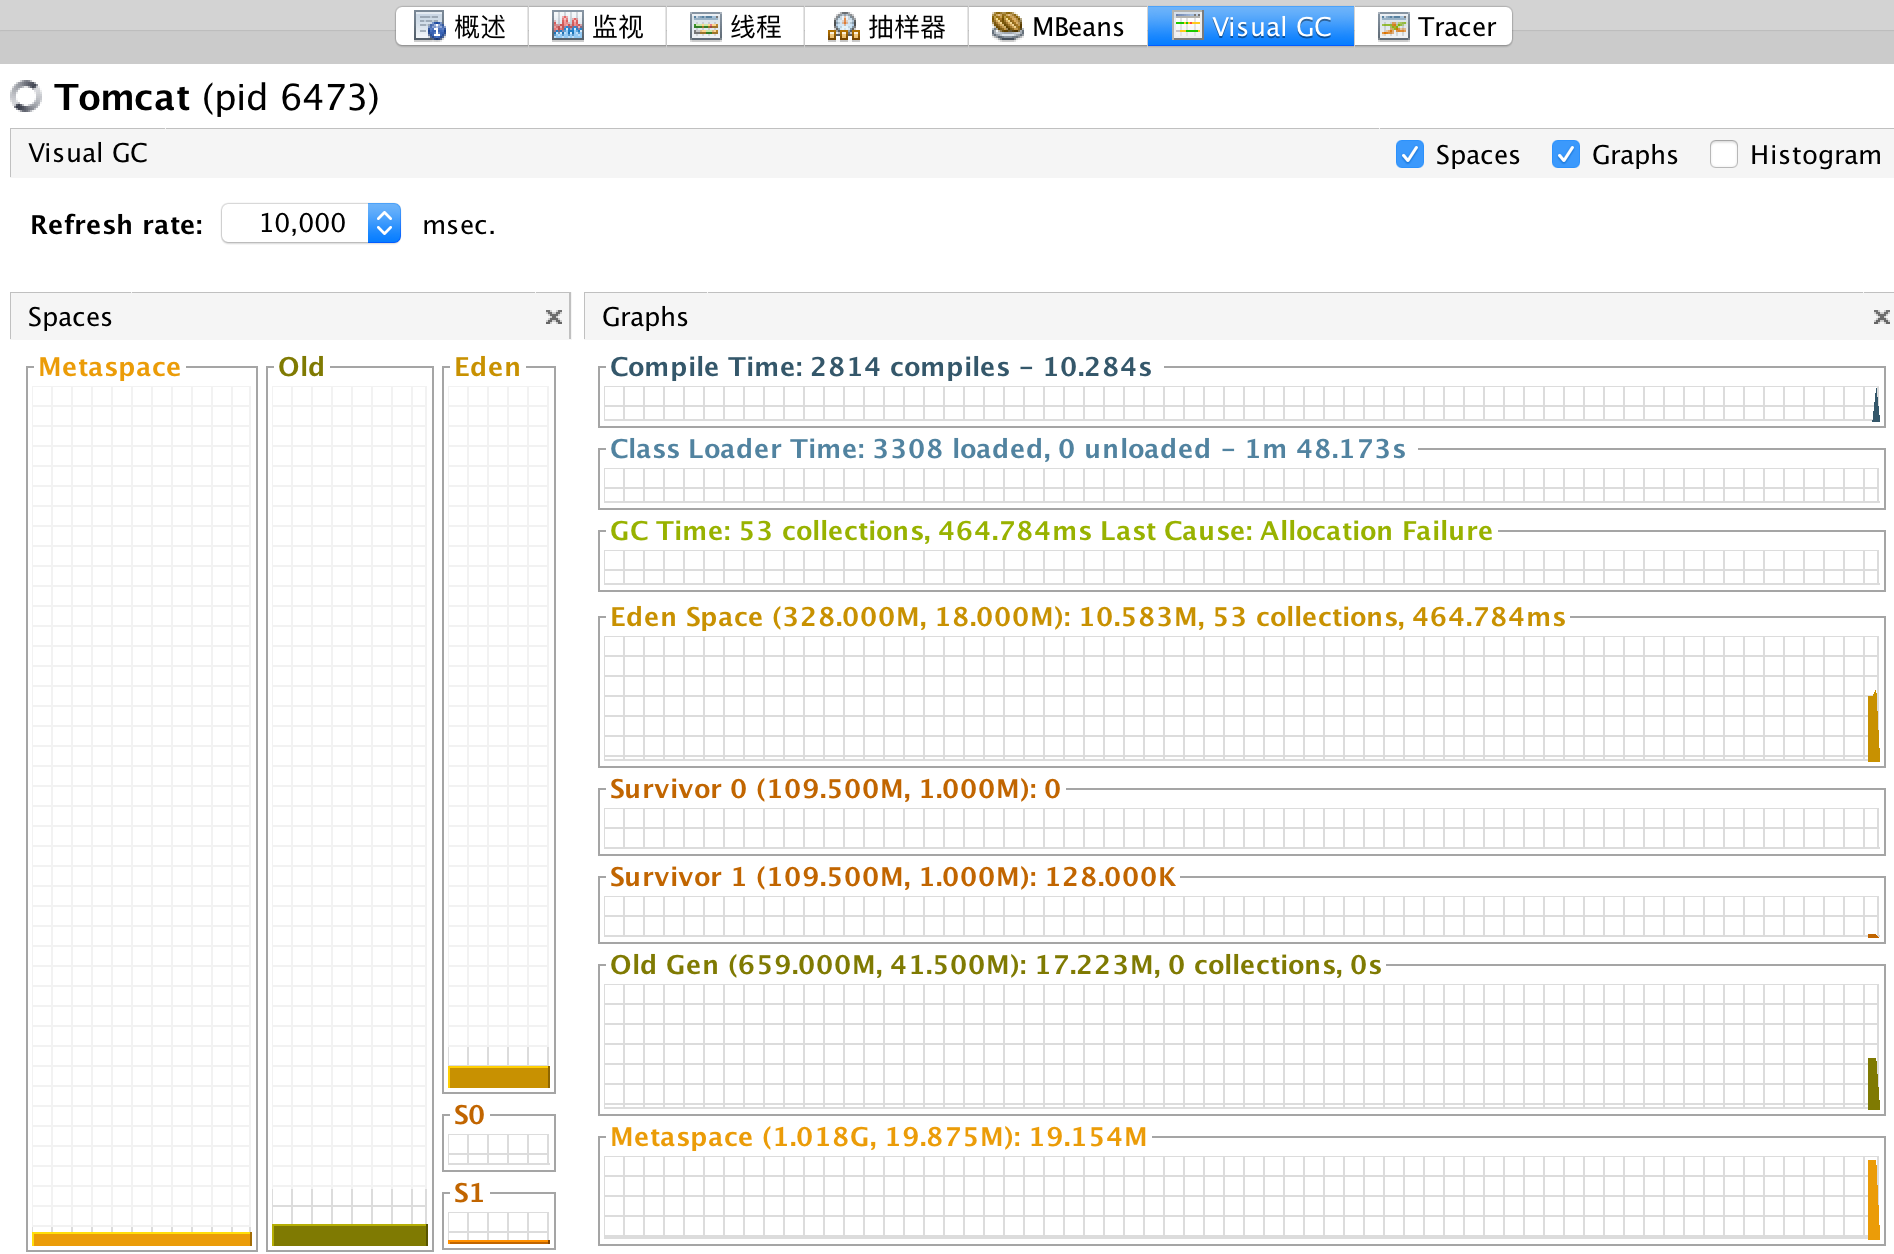 概述 监视 线程 抽样器 MBeans Visual GC Tracer
Tomcat (pid 6473)
Visual GC Spaces Graphs Histogram
Refresh rate: 10,000 msec.
Spaces
Metaspace Old Eden
S0
S1
Graphs
Compile Time: 2814 compiles - 10.284s
Class Loader Time: 3308 loaded, 0 unloaded - 1m 48.173s
GC Time: 53 collections, 464.784ms Last Cause: Allocation Failure
Eden Space (328.000M, 18.000M): 10.583M, 53 collections, 464.784ms
Survivor 0 (109.500M, 1.000M): 0
Survivor 1 (109.500M, 1.000M): 128.000K
Old Gen (659.000M, 41.500M): 17.223M, 0 collections, 0s
Metaspace (1.018G, 19.875M): 19.154M